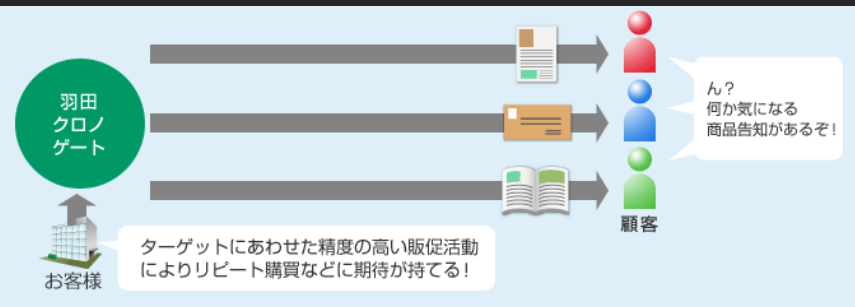 羽田
クロノ
ゲート
ん?
何か気になる
商品告知があるぞ!
顧客
ターゲットにあわせた精度の高い販促活動
によりリピート購買などに期待が持てる!
お客様